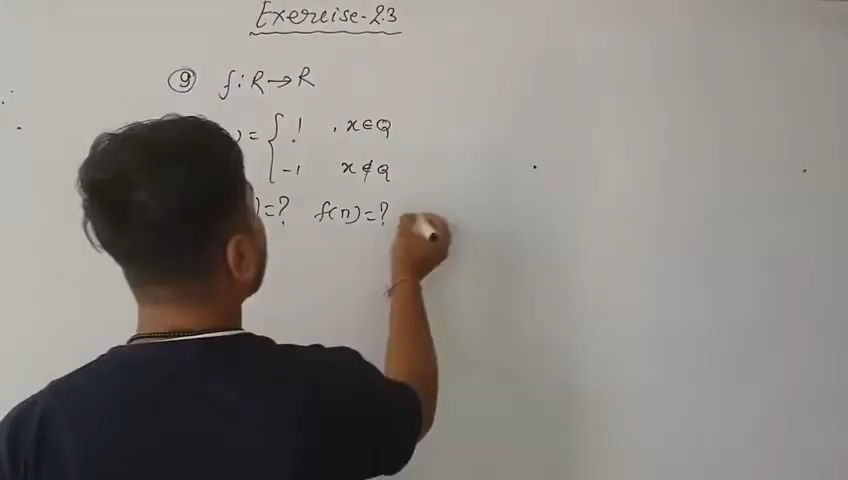 Exercise-2.3
⑨ f: R → R
) = { 1 , x ∈ Q
-1 x ∉ Q
) = ? f(π) = ?